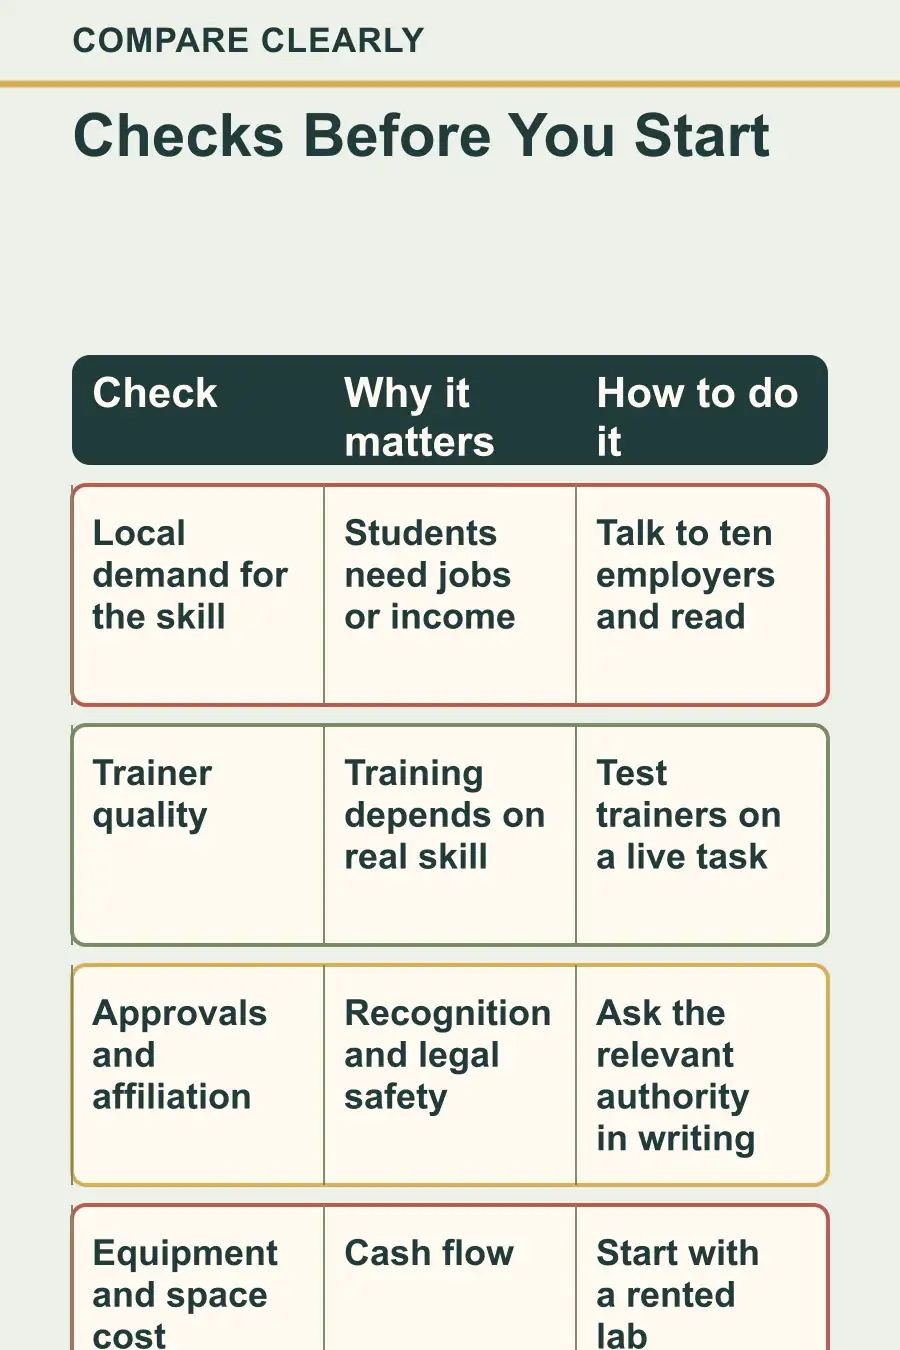 COMPARE CLEARLY
Checks Before You Start
Check
Why it
matters
How to do
it
Local
demand for
the skill
Students
need jobs
or income
Talk to ten
employers
and read
Trainer
quality
Training
depends on
real skill
Test
trainers on
a live task
Approvals
and
affiliation
Recognition
and legal
safety
Ask the
relevant
authority
in writing
Equipment
and space
cost
Cash flow
Start with
a rented
lab